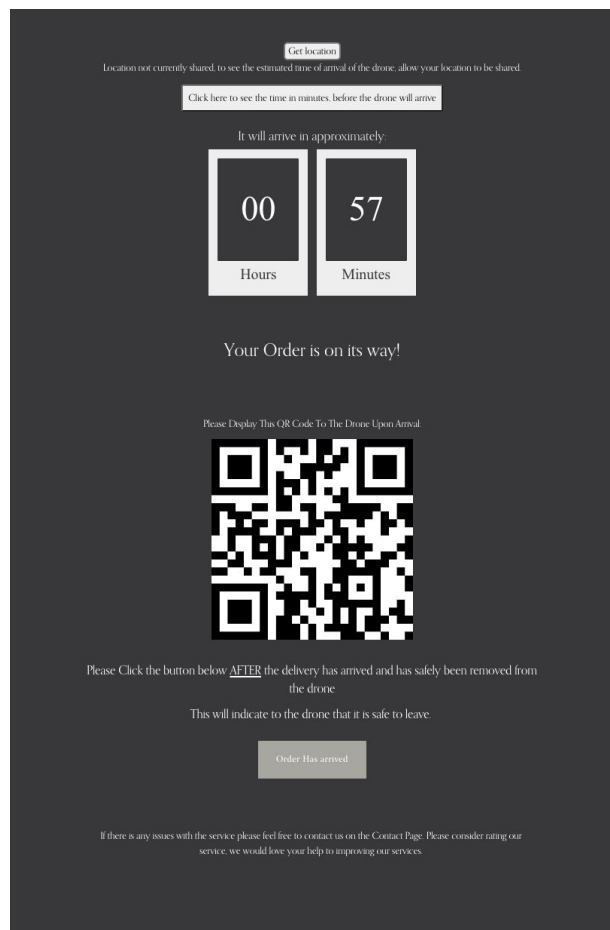 Get location
Location not currently shared, to see the estimated time of arrival of the drone, allow your location to be shared.
Click here to see the time in minutes, before the drone will arrive
It will arrive in approximately:
00 57
Hours Minutes
Your Order is on its way!
Please Display This QR Code To The Drone Upon Arrival:
Please Click the button below AFTER the delivery has arrived and has safely been removed from
the drone
This will indicate to the drone that it is safe to leave.
Order Has arrived
If there is any issues with the service please feel free to contact us on the Contact Page. Please consider rating our
service, we would love your help to improving our services.